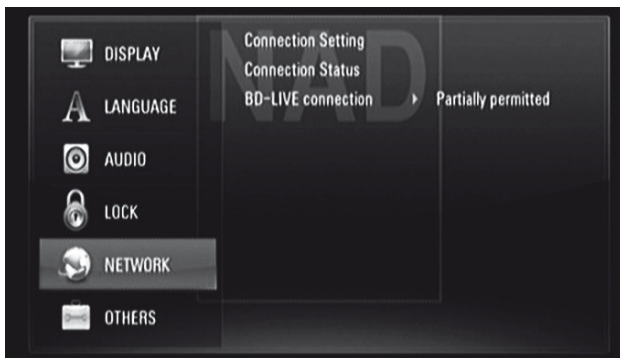 DISPLAY
LANGUAGE
AUDIO
LOCK
NETWORK
OTHERS
NAD
Connection Setting
Connection Status
BD-LIVE connection Partially permitted